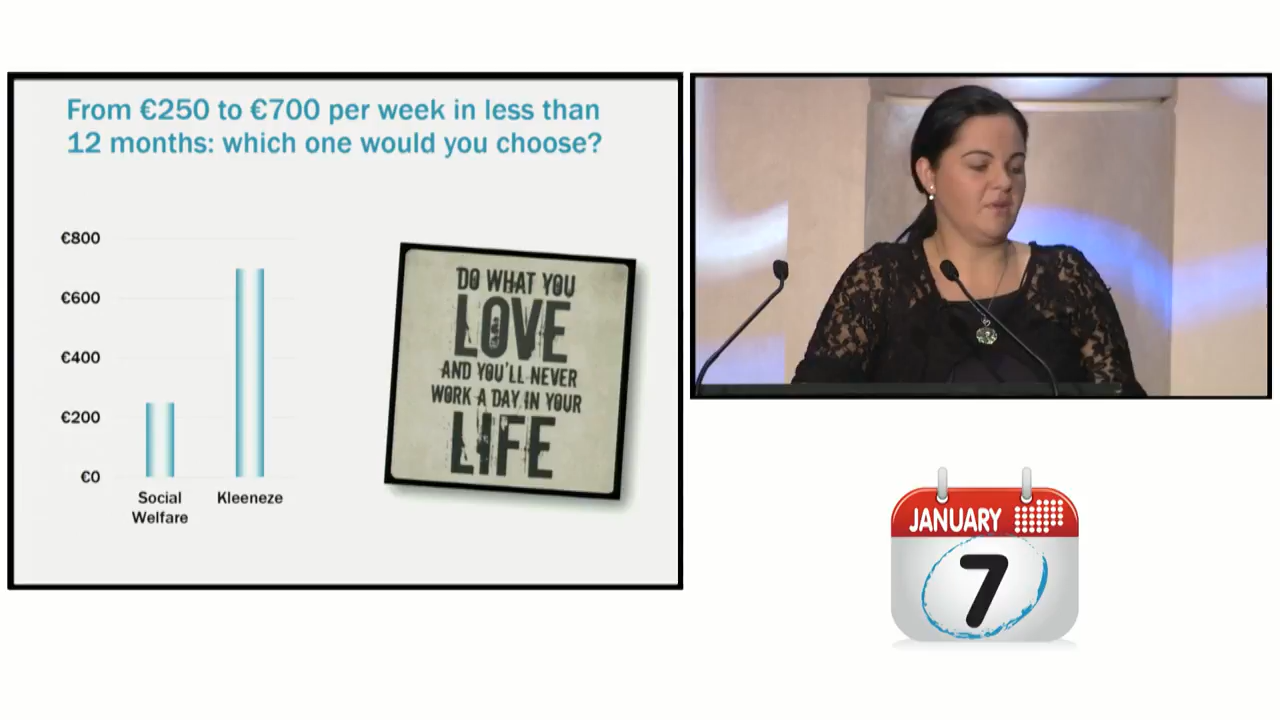 From €250 to €700 per week in less than
12 months: which one would you choose?
€800
€600
€400
€200
€0
Social
Welfare
Kleeneze
DO WHAT YOU
LOVE
AND YOU'LL NEVER
WORK A DAY IN YOUR
LIFE
JANUARY
7